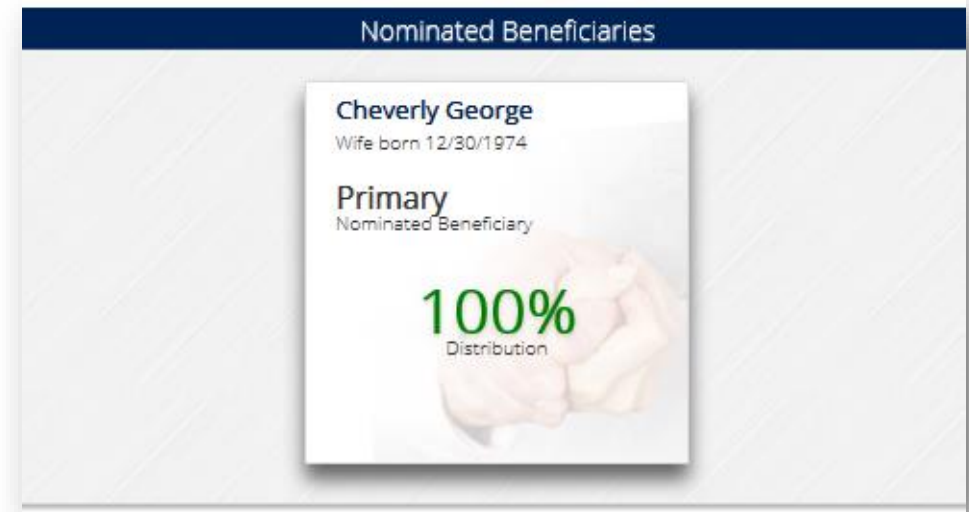 Nominated Beneficiaries
Cheverly George
Wife born 12/30/1974
Primary
Nominated Beneficiary
100%
Distribution